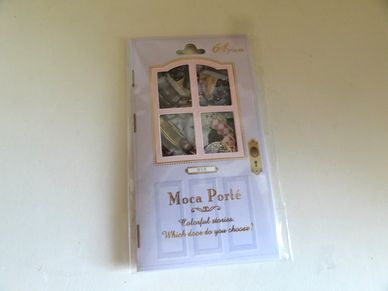 Moca Porté
Colorful stories.
Which door do you choose?